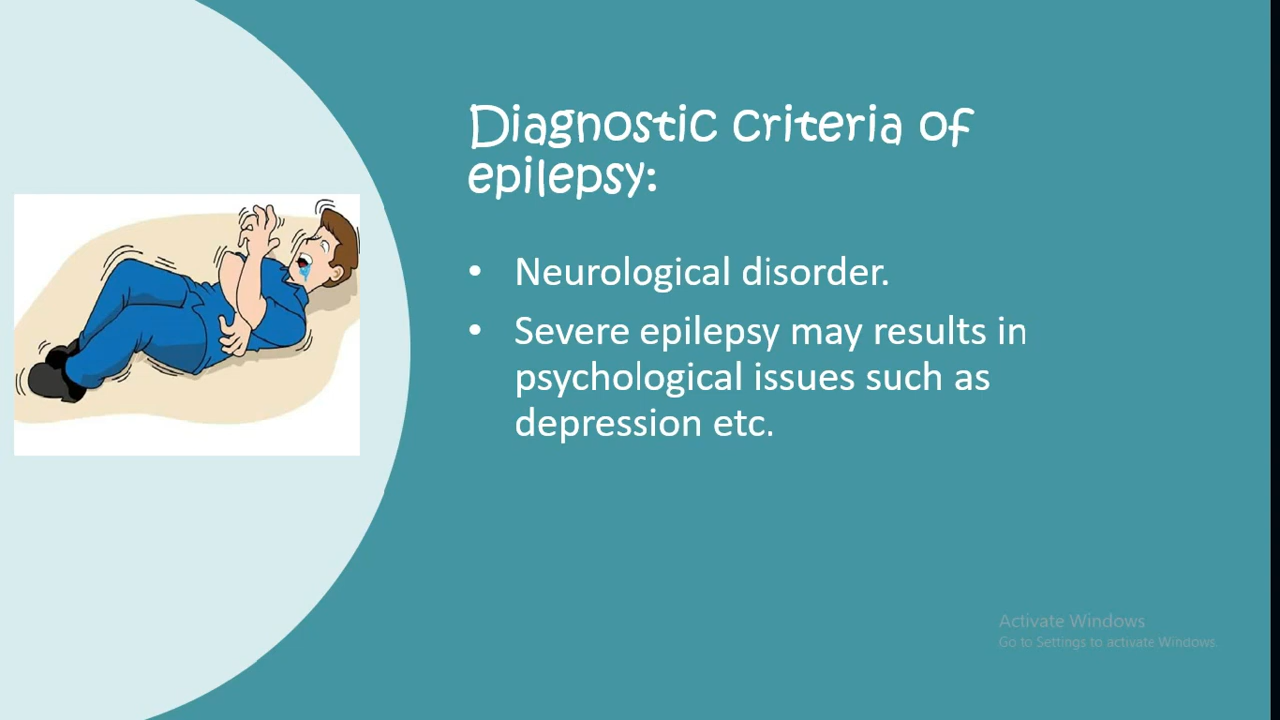 Diagnostic criteria of
epilepsy:
• Neurological disorder.
• Severe epilepsy may results in
psychological issues such as
depression etc.
Activate Windows
Go to Settings to activate Windows.